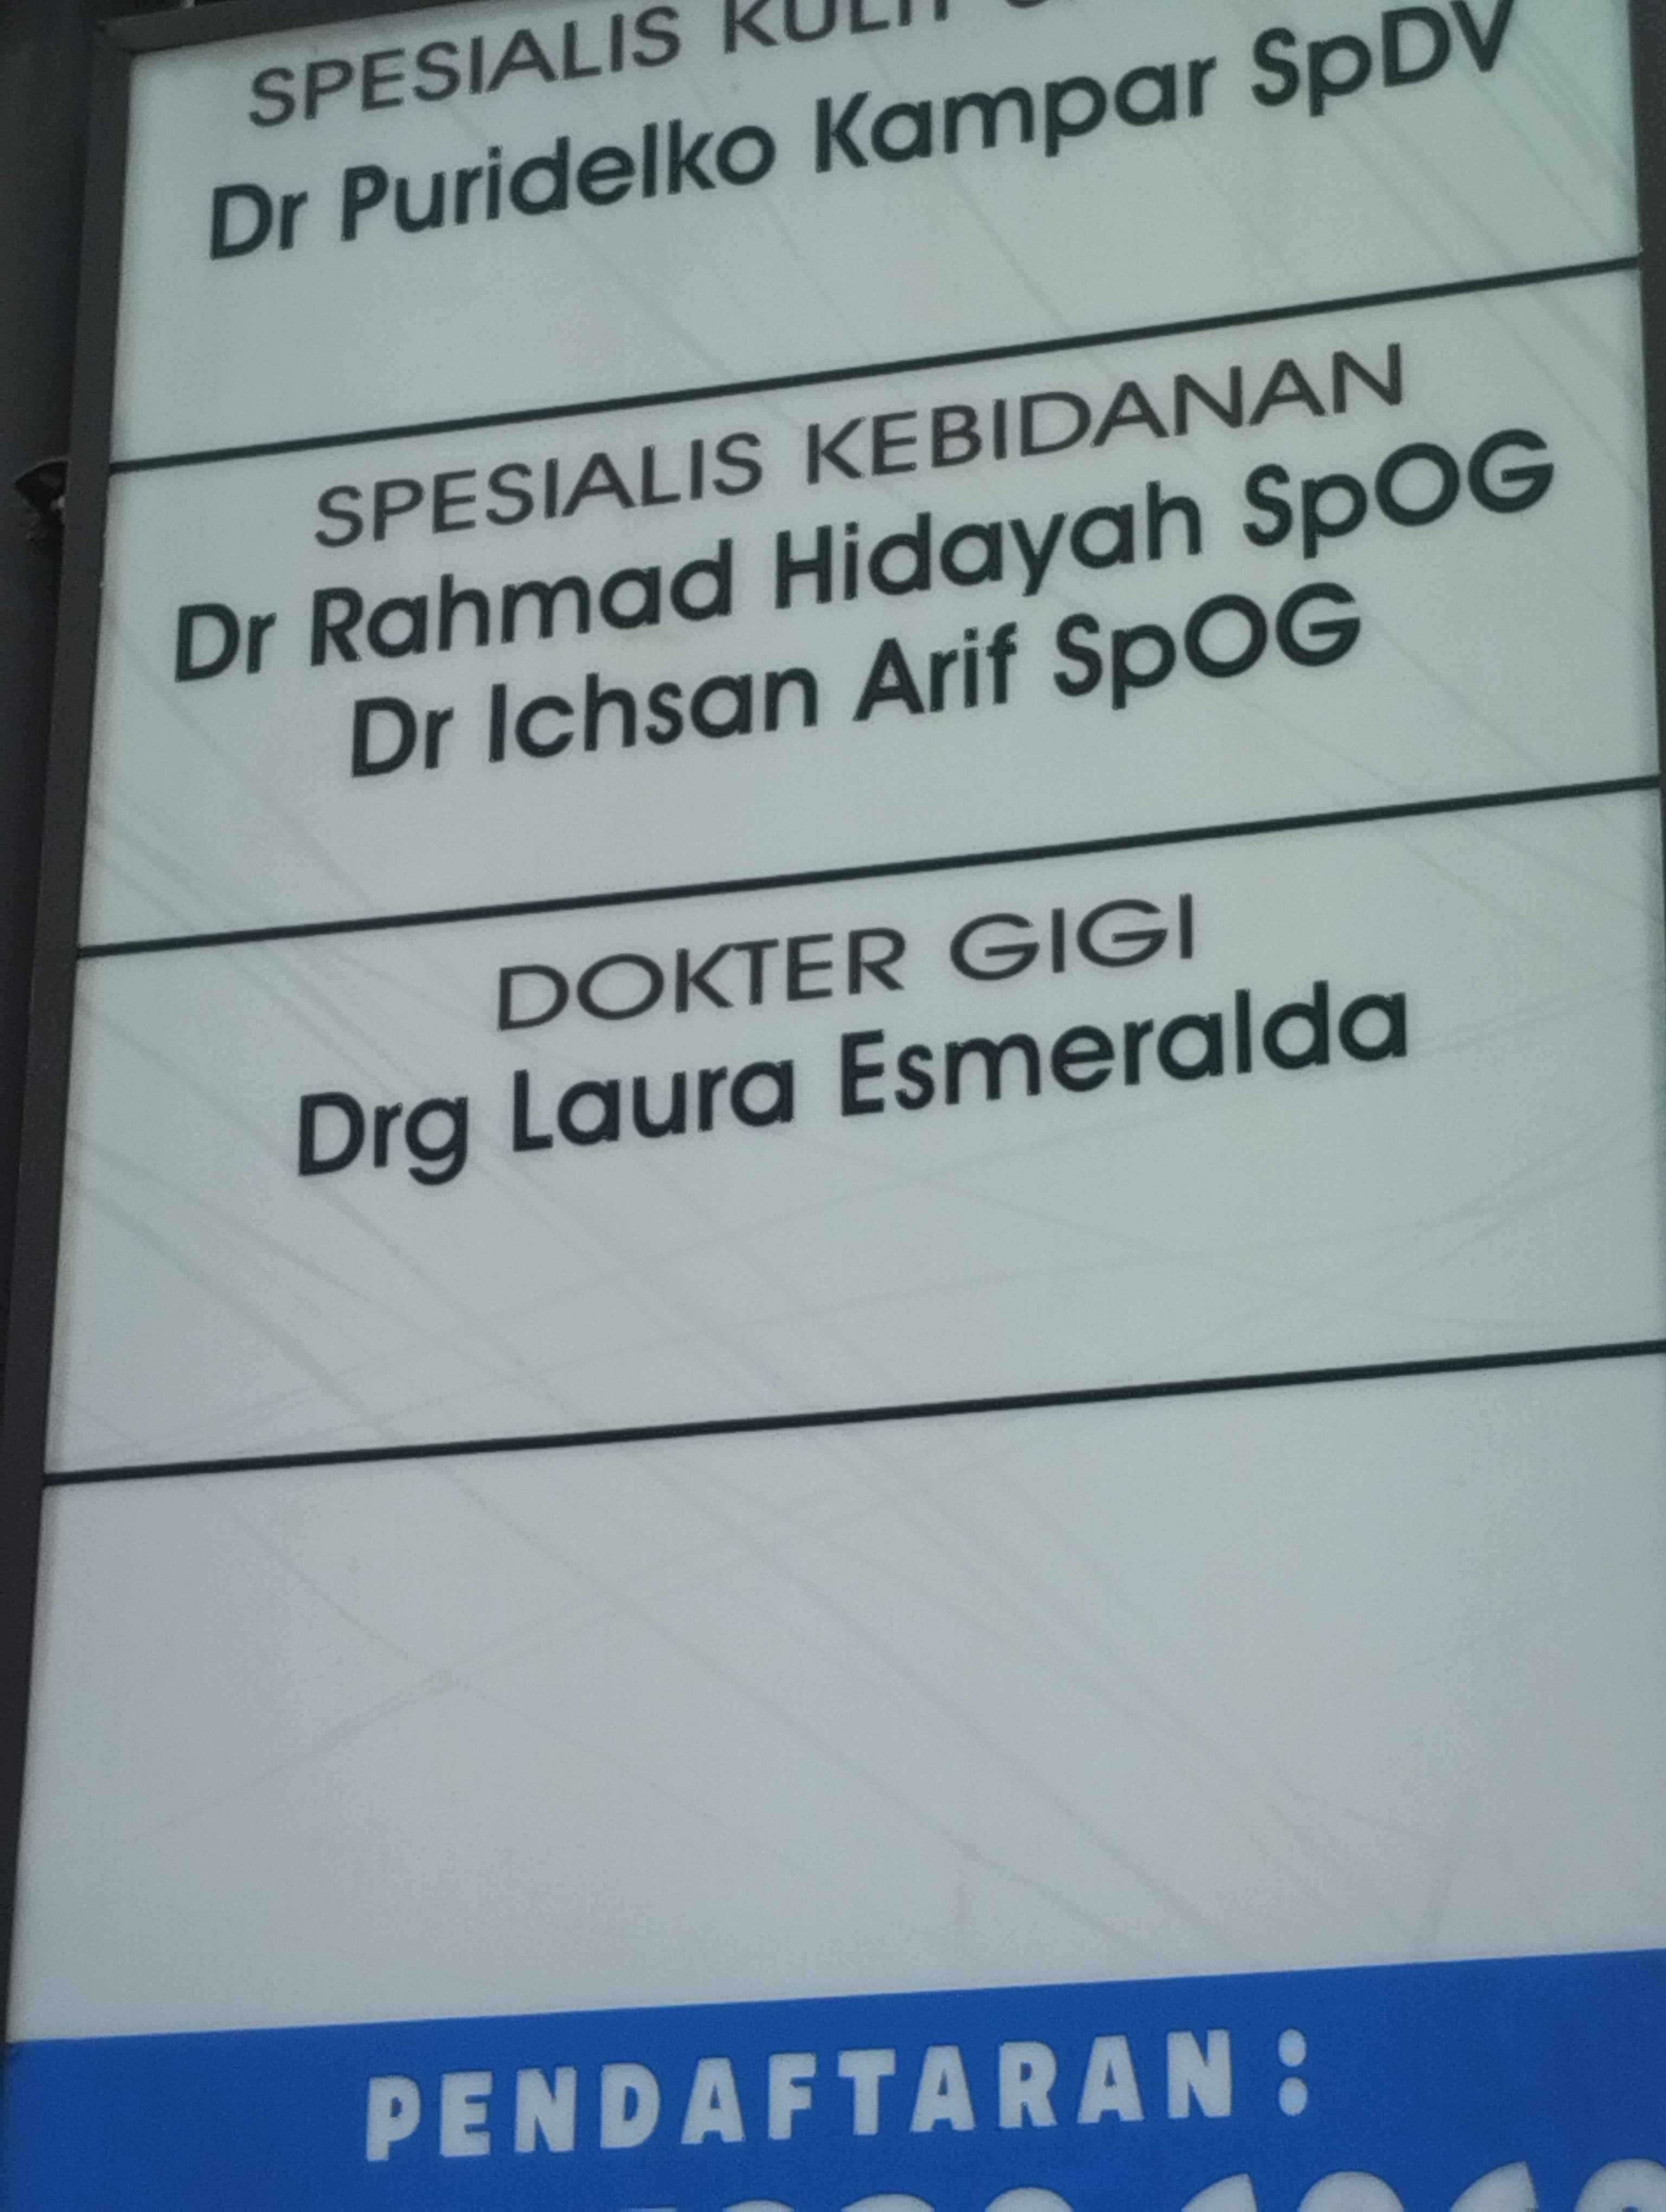 SPESIALIS KULIT
Dr Puridelko Kampar SpDV
SPESIALIS KEBIDANAN
Dr Rahmad Hidayah SpOG
Dr Ichsan Arif SpOG
DOKTER GIGI
Drg Laura Esmeralda
PENDAFTARAN :